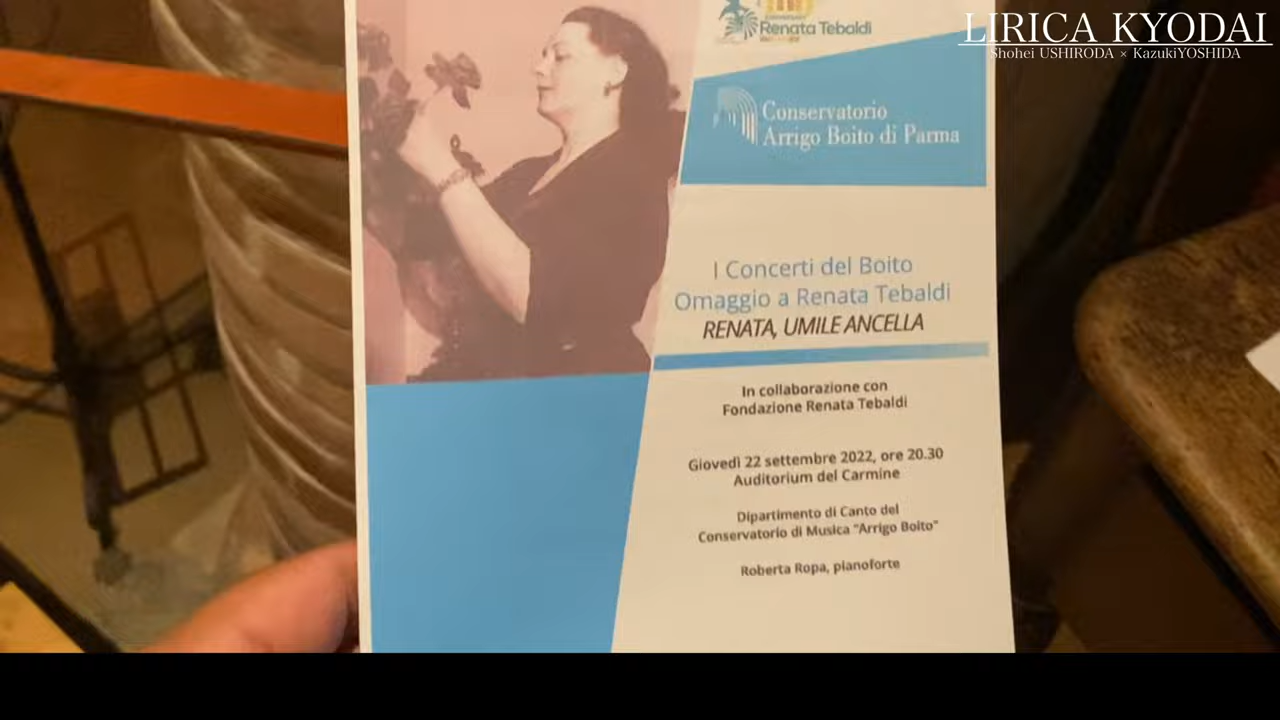 LIRICA KYODAI
Shohei USHIRODA × KazukiYOSHIDA
Renata Tebaldi
Conservatorio
Arrigo Boito di Parma
I Concerti del Boito
Omaggio a Renata Tebaldi
RENATA, UMILE ANCELLA
In collaborazione con
Fondazione Renata Tebaldi
Giovedì 22 settembre 2022, ore 20.30
Auditorium del Carmine
Dipartimento di Canto del
Conservatorio di Musica "Arrigo Boito"
Roberta Ropa, pianoforte